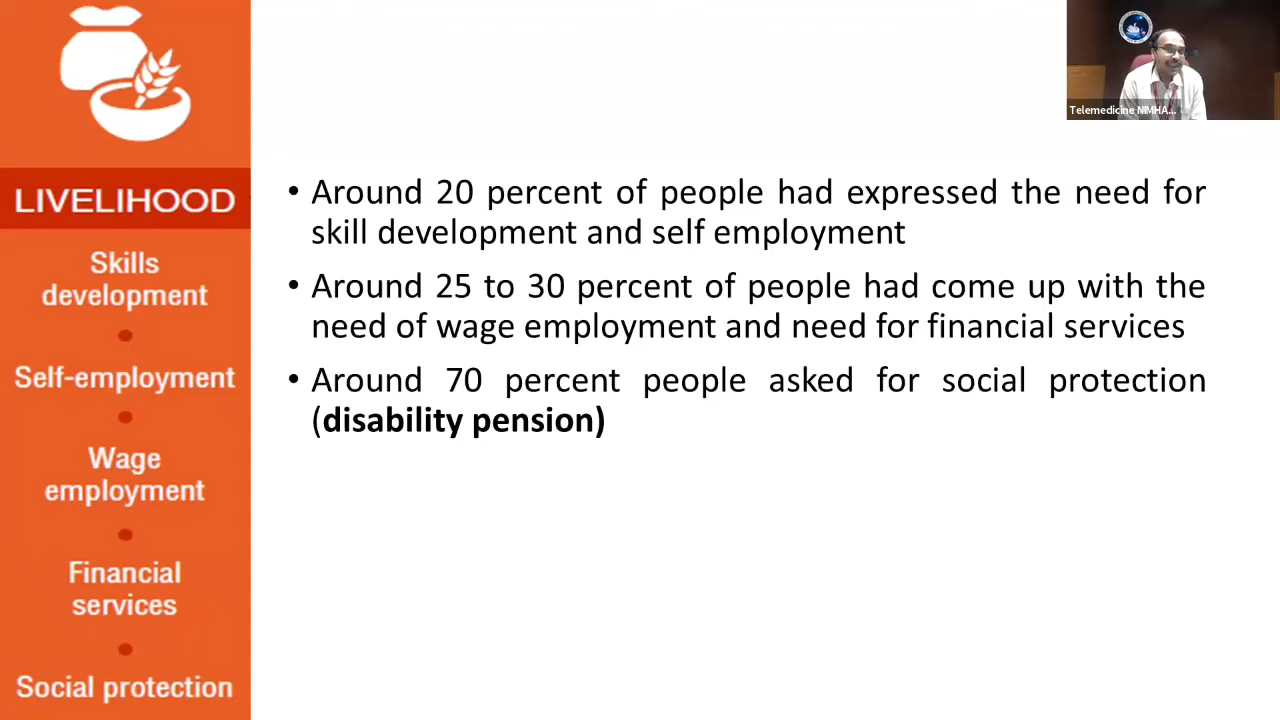 LIVELIHOOD
Skills
development
Self-employment
Wage
employment
Financial
services
Social protection
• Around 20 percent of people had expressed the need for
skill development and self employment
• Around 25 to 30 percent of people had come up with the
need of wage employment and need for financial services
• Around 70 percent people asked for social protection
(disability pension)
Telemedicine NIMHA...